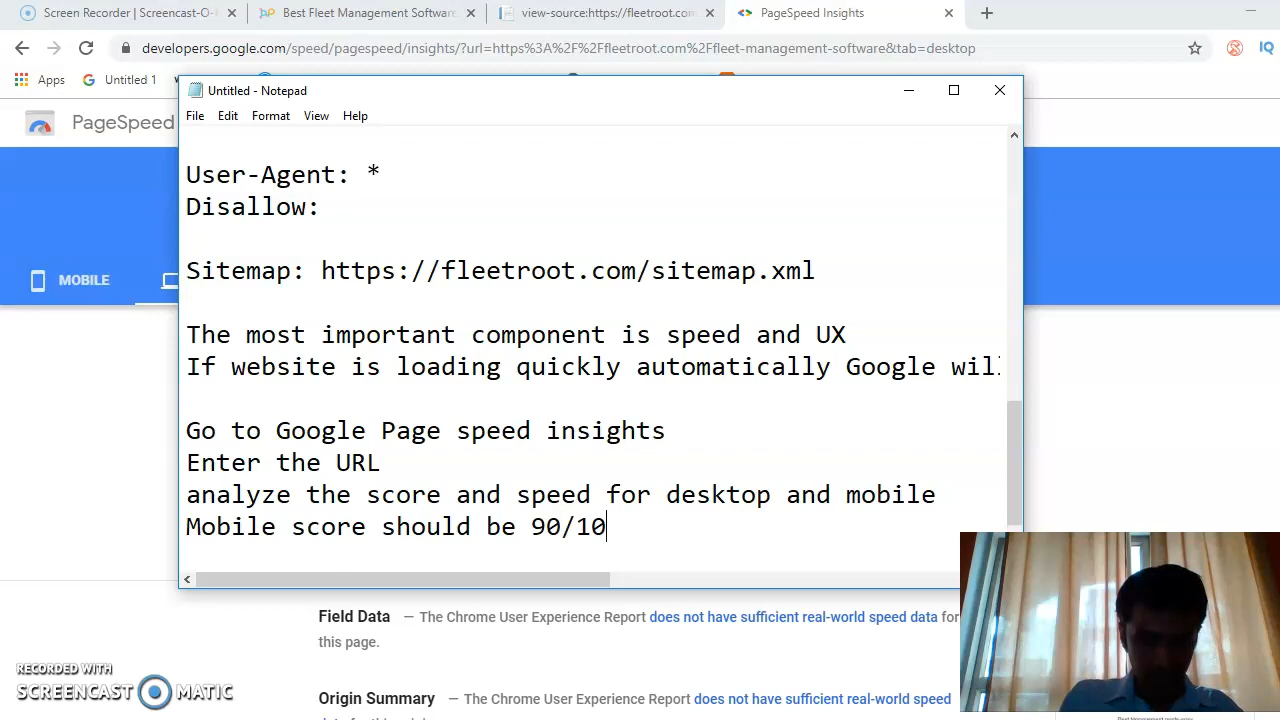 Screen Recorder | Screencast-O-
Best Fleet Management Software
view-source:https://fleetroot.com
PageSpeed Insights
developers.google.com/speed/pagespeed/insights/?url=https%3A%2F%2Ffleetroot.com%2Ffleet-management-software&tab=desktop
IQ
Apps
Untitled 1
PageSpeed
MOBILE
Untitled - Notepad
File Edit Format View Help
User-Agent: *
Disallow:
Sitemap: https://fleetroot.com/sitemap.xml
The most important component is speed and UX
If website is loading quickly automatically Google will
Go to Google Page speed insights
Enter the URL
analyze the score and speed for desktop and mobile
Mobile score should be 90/10
Field Data — The Chrome User Experience Report does not have sufficient real-world speed data for
this page.
Origin Summary — The Chrome User Experience Report does not have sufficient real-world speed
RECORDED WITH
SCREENCAST MATIC